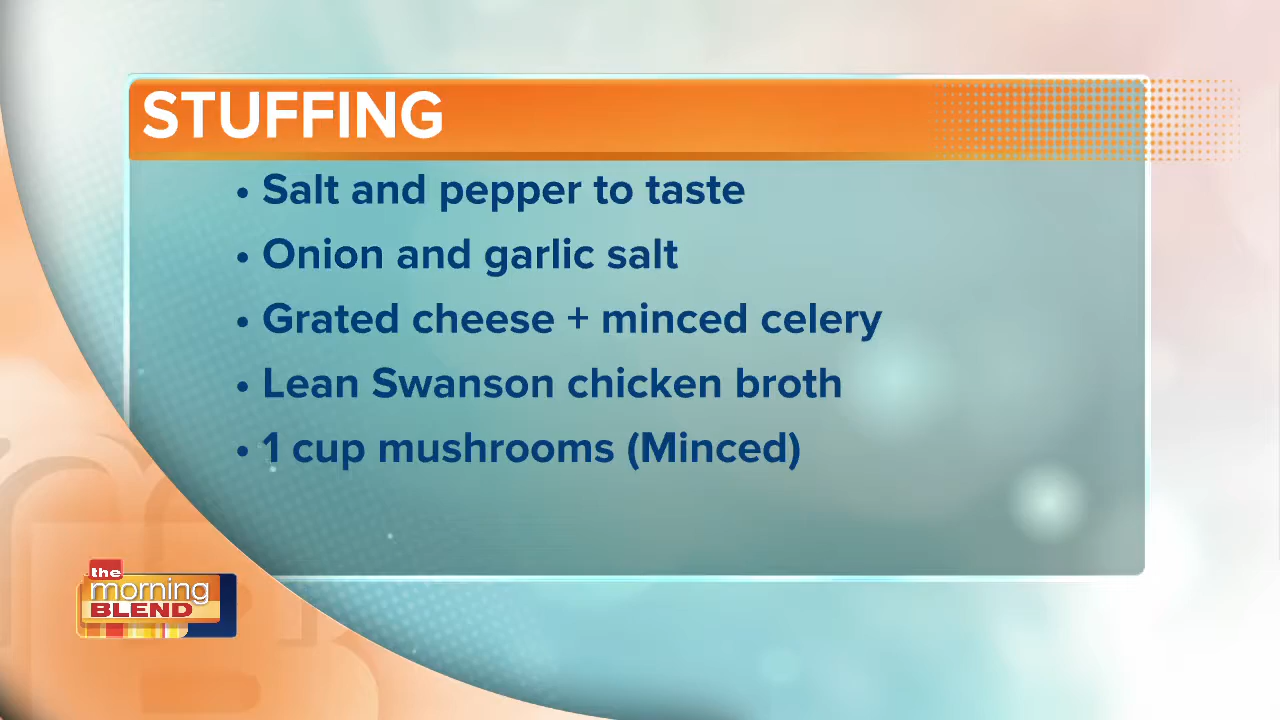 STUFFING
• Salt and pepper to taste
• Onion and garlic salt
• Grated cheese + minced celery
• Lean Swanson chicken broth
• 1 cup mushrooms (Minced)
the
morning
BLEND